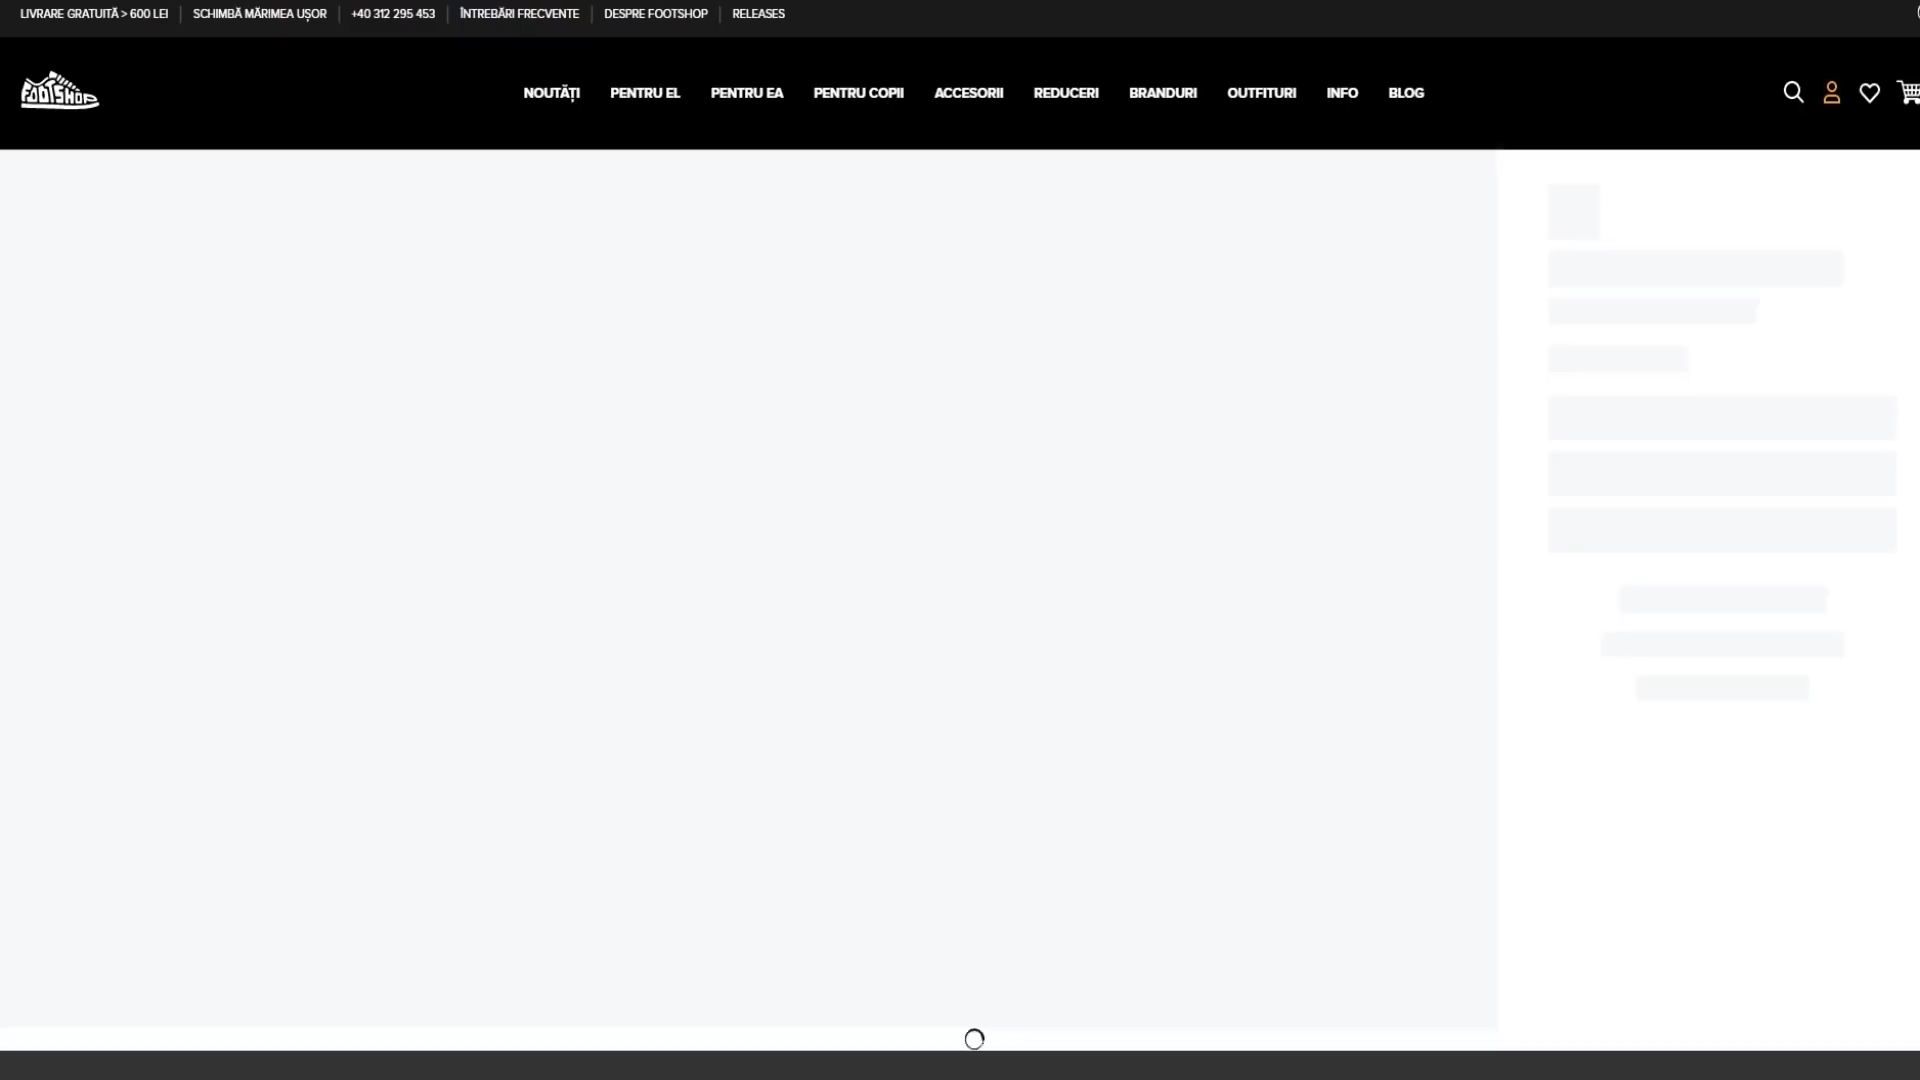 LIVRARE GRATUITĂ > 600 LEI
SCHIMBĂ MĂRIMEA UȘOR
+40 312 295 453
ÎNTREBĂRI FRECVENTE
DESPRE FOOTSHOP
RELEASES
FOOTSHOP
NOUTĂȚI
PENTRU EL
PENTRU EA
PENTRU COPII
ACCESORII
REDUCERI
BRANDURI
OUTFITURI
INFO
BLOG